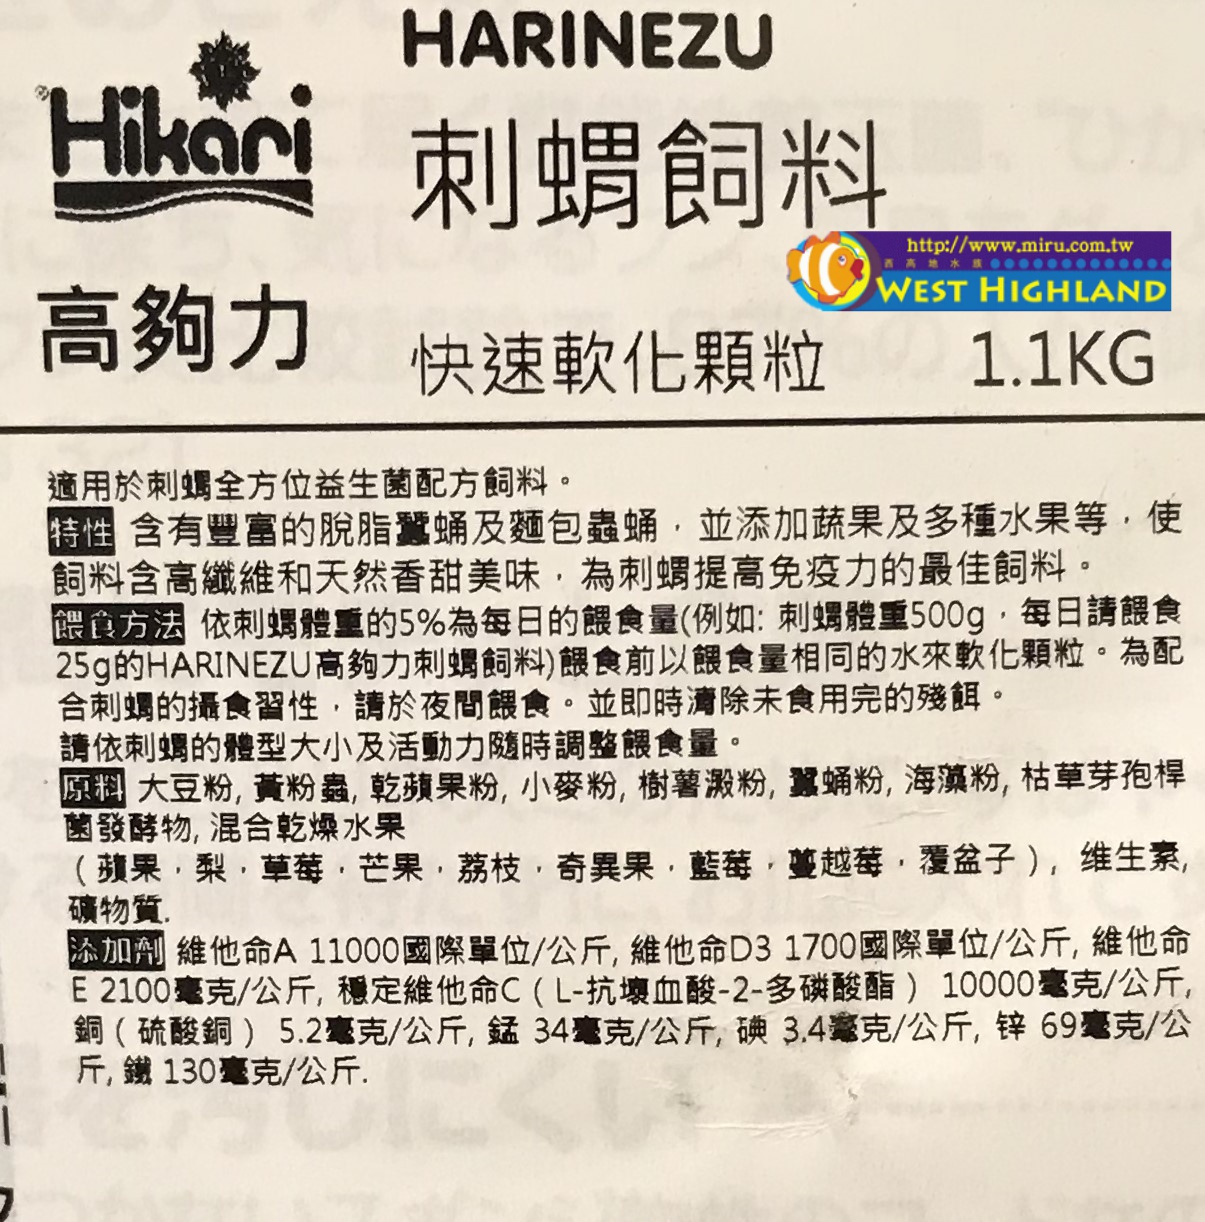 HARINEZU
Hikari
刺蝟飼料
http://www.miru.com.tw
西高地水族
WEST HIGHLAND
高夠力
快速軟化顆粒 1.1KG
適用於刺蝟全方位益生菌配方飼料。
特性 含有豐富的脫脂蠶蛹及麵包蟲蛹，並添加蔬果及多種水果等，使
飼料含高纖維和天然香甜美味，為刺蝟提高免疫力的最佳飼料。
餵食方法 依刺蝟體重的5%為每日的餵食量(例如: 刺蝟體重500g，每日請餵食
25g的HARINEZU高夠力刺蝟飼料)餵食前以餵食量相同的水來軟化顆粒。為配
合刺蝟的攝食習性，請於夜間餵食。並即時清除未食用完的殘餌。
請依刺蝟的體型大小及活動力隨時調整餵食量。
原料 大豆粉, 黃粉蟲, 乾蘋果粉, 小麥粉, 樹薯澱粉, 蠶蛹粉, 海藻粉, 枯草芽孢桿
菌發酵物, 混合乾燥水果
（蘋果，梨，草莓，芒果，荔枝，奇異果，藍莓，蔓越莓，覆盆子）, 维生素,
礦物質.
添加劑 維他命A 11000國際單位/公斤, 維他命D3 1700國際單位/公斤, 維他命
E 2100毫克/公斤, 穩定維他命C（L-抗壞血酸-2-多磷酸酯） 10000毫克/公斤,
銅（硫酸銅） 5.2毫克/公斤, 錳 34毫克/公斤, 碘 3.4毫克/公斤, 锌 69毫克/公
斤, 鐵 130毫克/公斤.